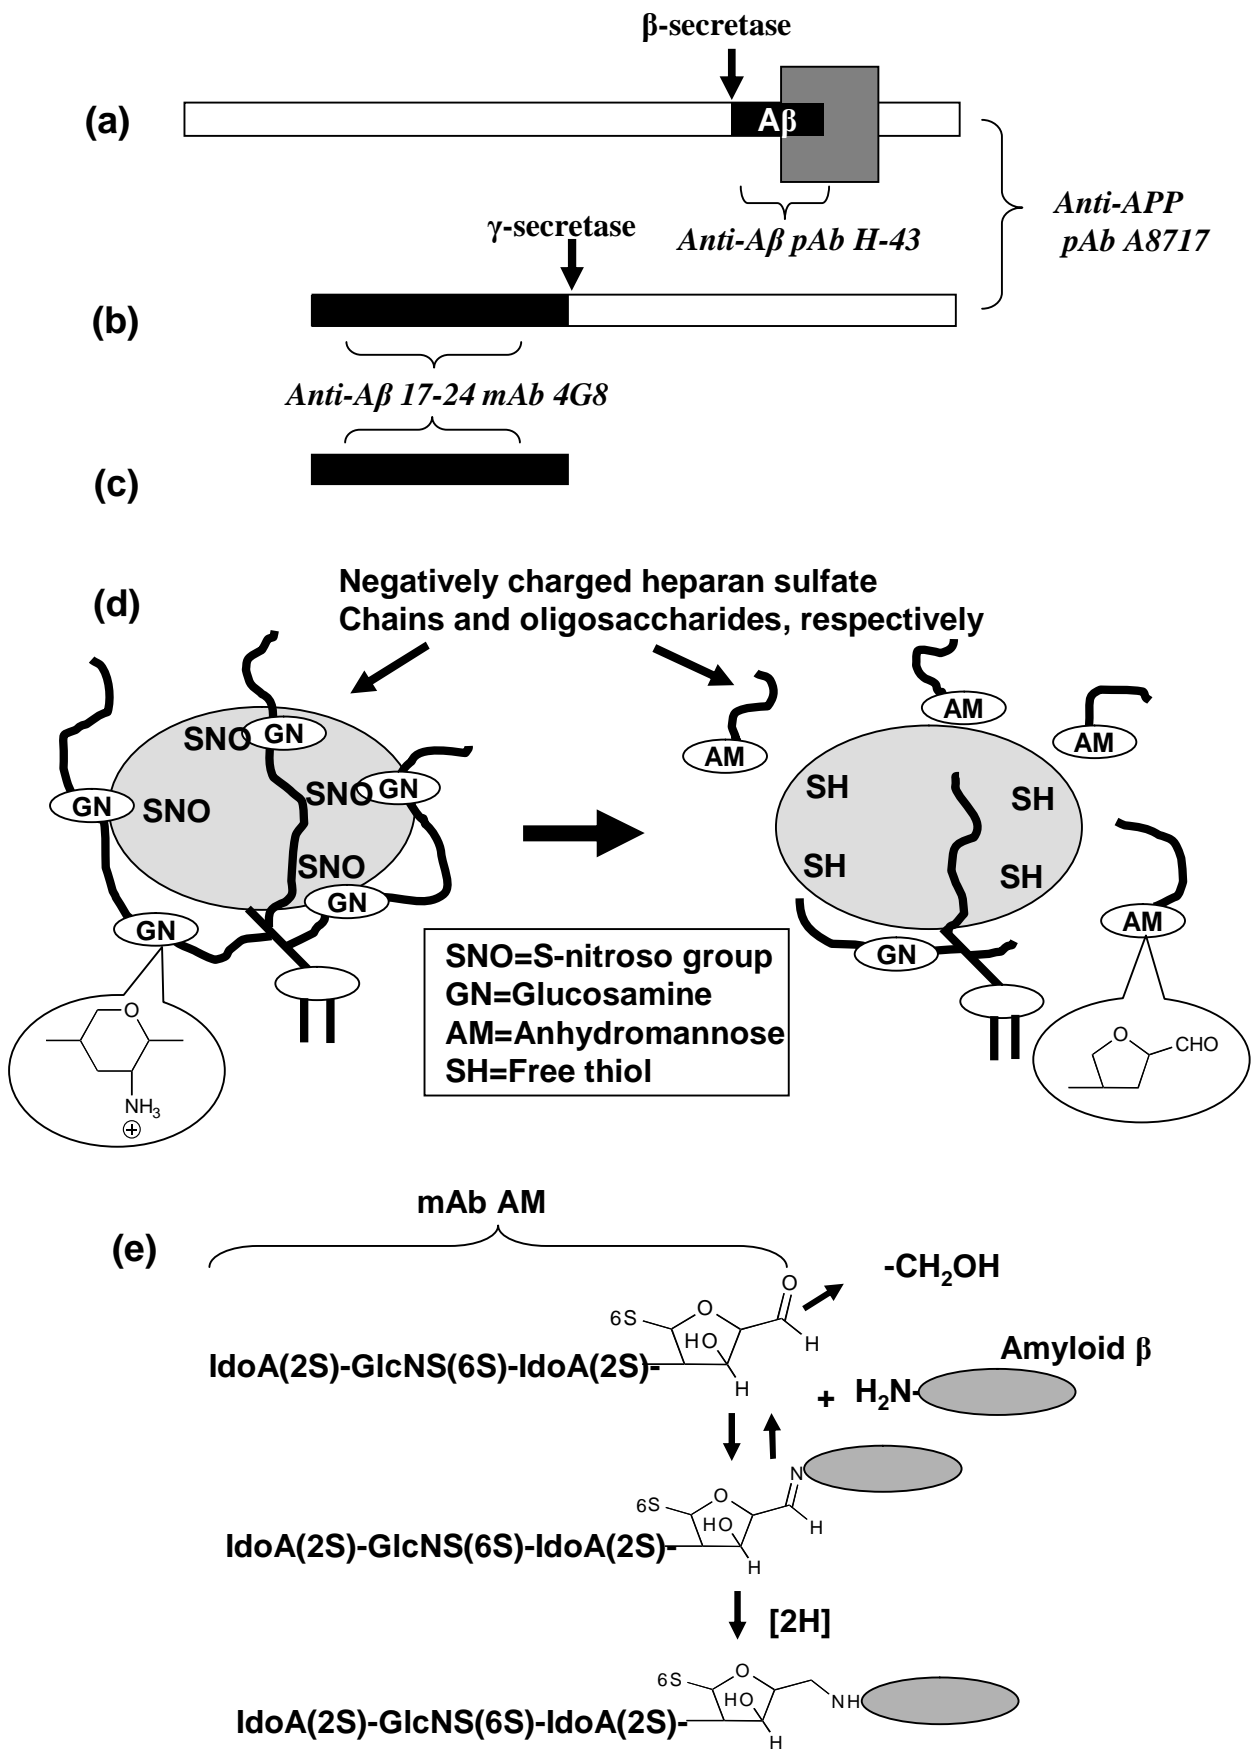 β-secretase
(a)
Aβ
Anti-APP
pAb A8717
γ-secretase
Anti-Aβ pAb H-43
(b)
Anti-Aβ 17-24 mAb 4G8
(c)
(d)
Negatively charged heparan sulfate
Chains and oligosaccharides, respectively
SNO
GN
GN
SNO
SNO
GN
SNO
GN
GN
AM
AM
AM
SH
SH
SH
SH
AM
GN
O
NH3
⊕
SNO=S-nitroso group
GN=Glucosamine
AM=Anhydromannose
SH=Free thiol
O
CHO
mAb AM
(e)
-CH2OH
O
6S
O
H
HO
H
IdoA(2S)-GlcNS(6S)-IdoA(2S)-
Amyloid β
+ H2N-
N
6S
O
H
HO
H
IdoA(2S)-GlcNS(6S)-IdoA(2S)-
[2H]
6S
O
HO
NH
H
IdoA(2S)-GlcNS(6S)-IdoA(2S)-